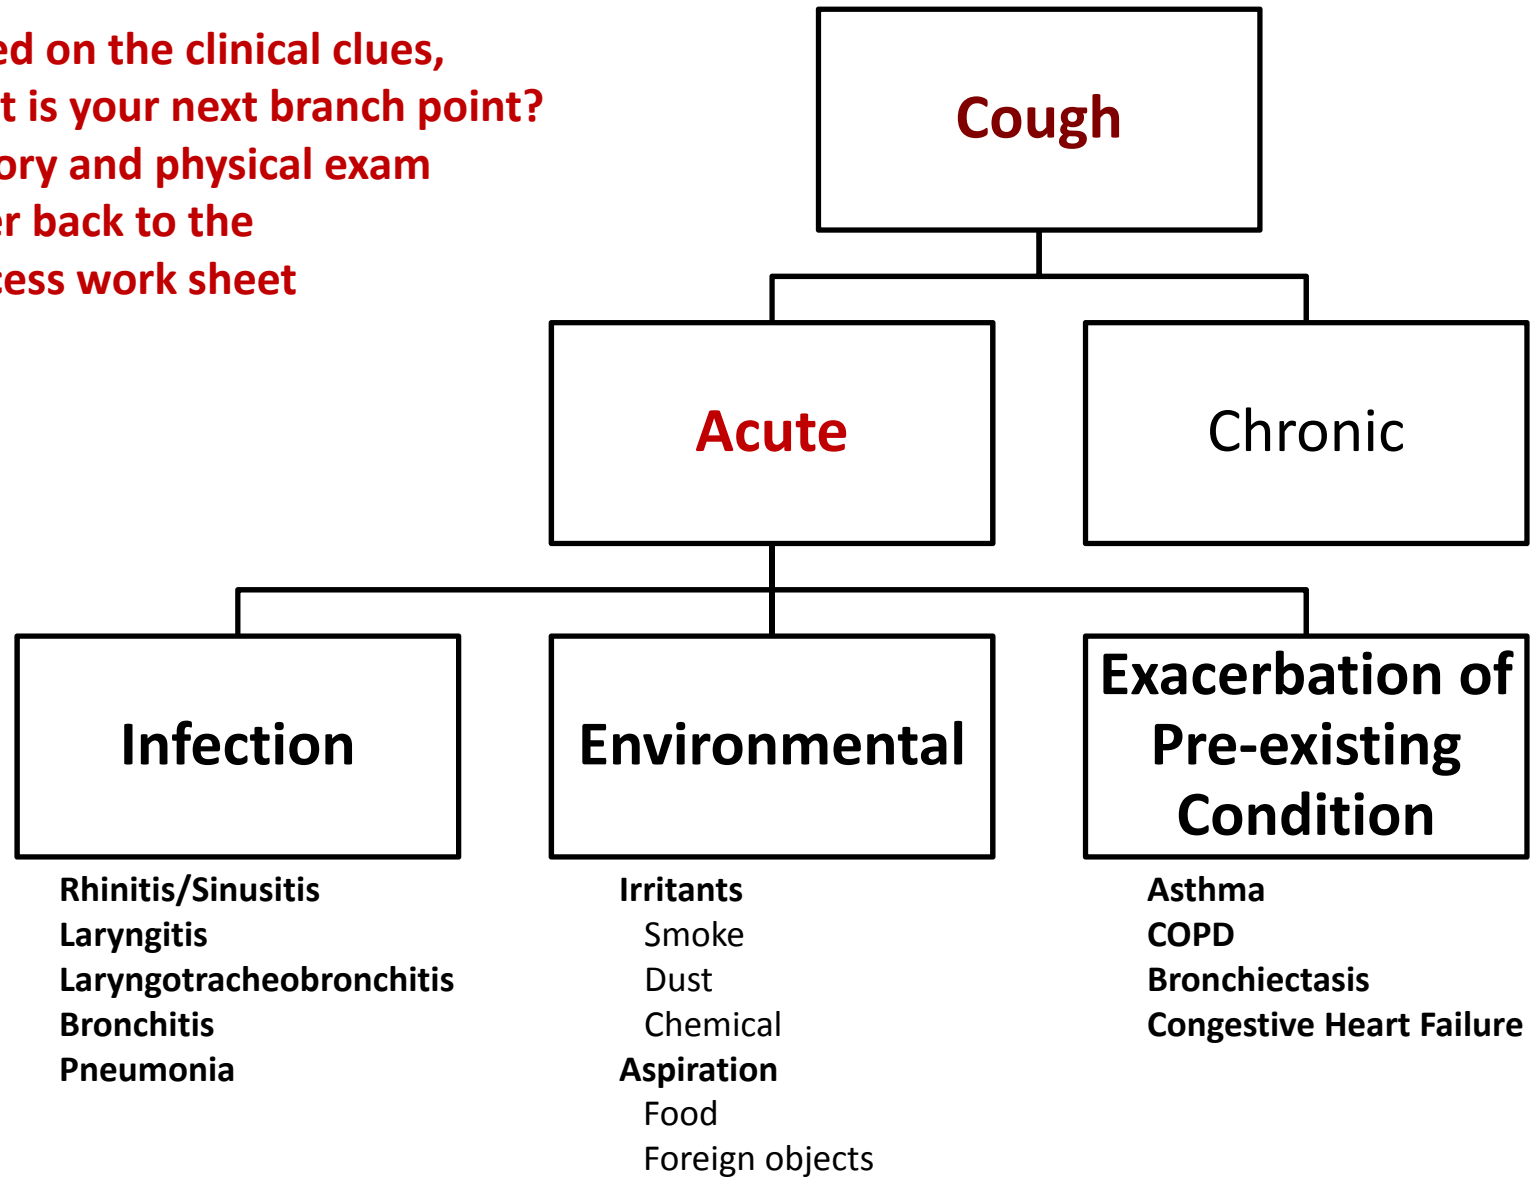 ed on the clinical clues,
t is your next branch point?
ory and physical exam
er back to the
cess work sheet
Cough
Acute
Chronic
Infection
Environmental
Exacerbation of
Pre-existing
Condition
Rhinitis/Sinusitis
Laryngitis
Laryngotracheobronchitis
Bronchitis
Pneumonia
Irritants
Smoke
Dust
Chemical
Aspiration
Food
Foreign objects
Asthma
COPD
Bronchiectasis
Congestive Heart Failure